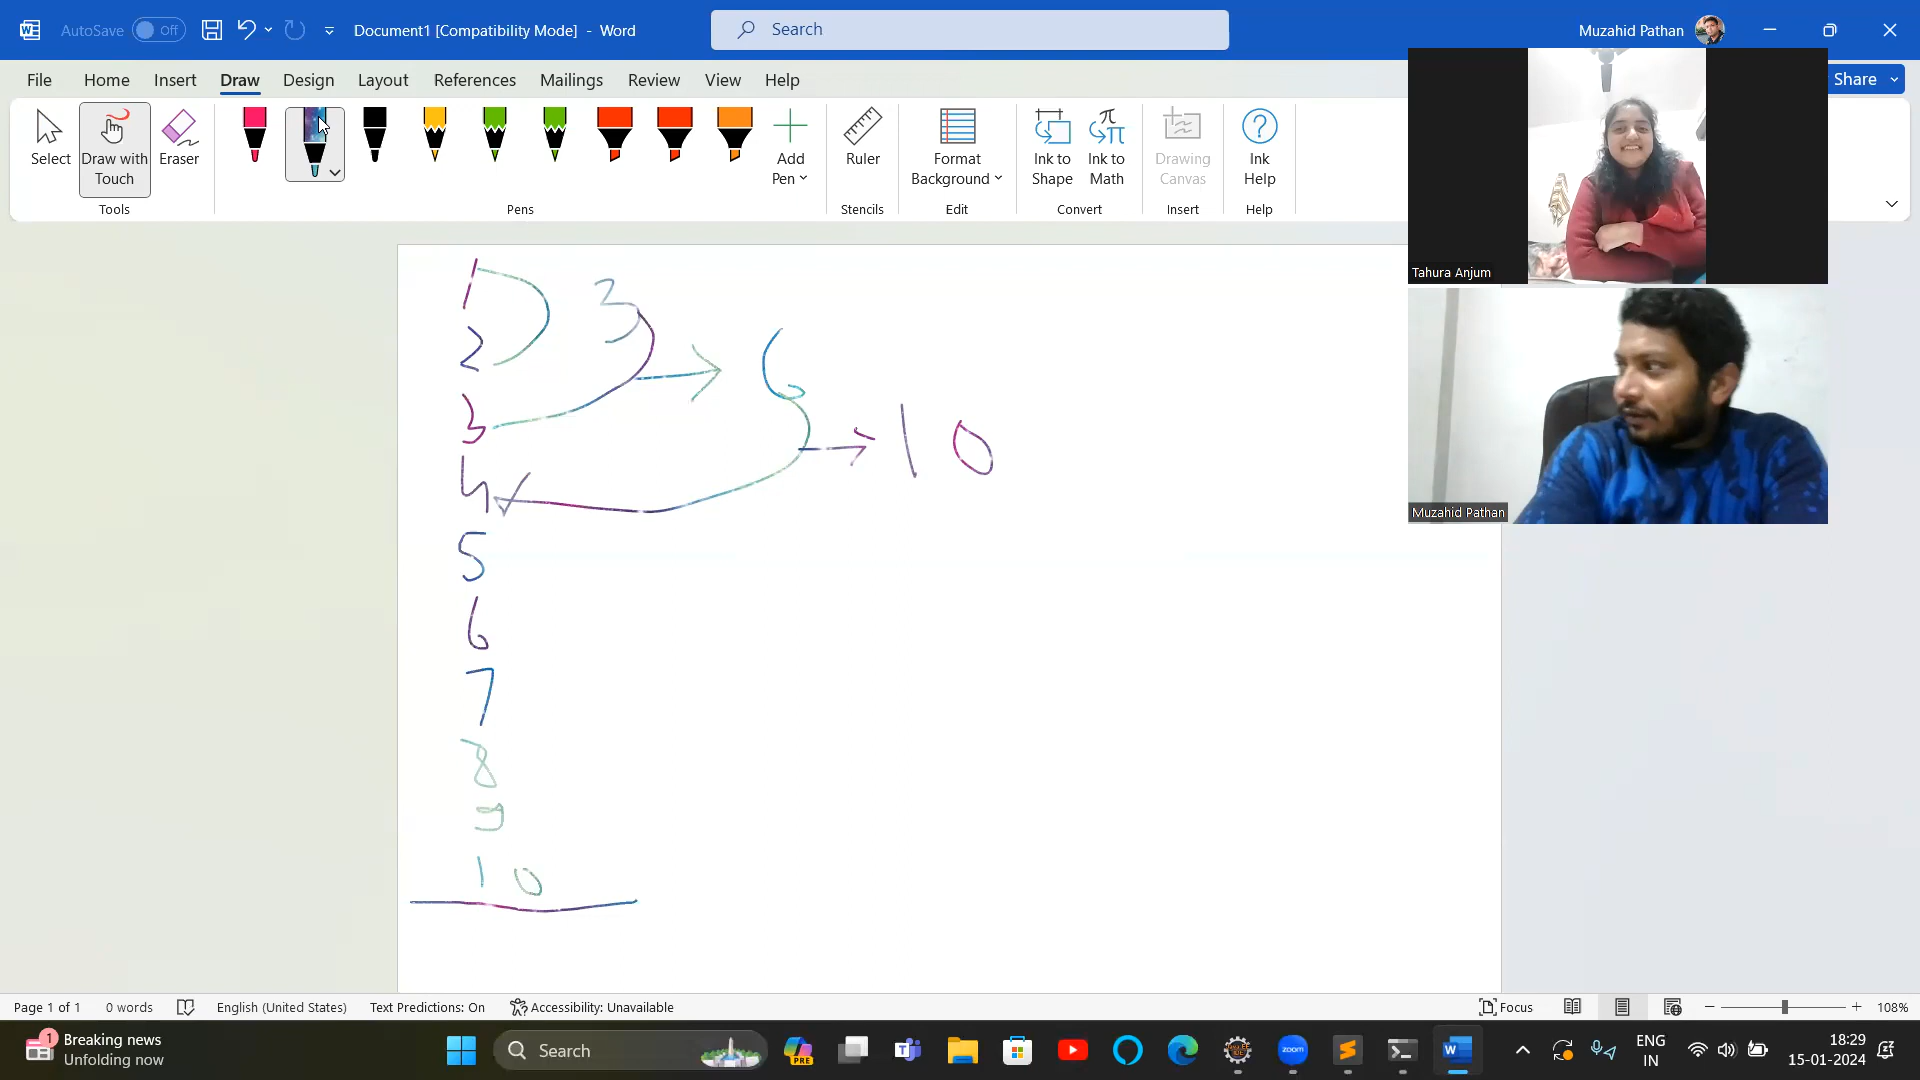 AutoSave Off Document1 [Compatibility Mode] - Word Search Muzahid Pathan
File Home Insert Draw Design Layout References Mailings Review View Help Share
Select Draw with Touch Eraser Add Pen Ruler Format Background Ink to Shape Ink to Math Drawing Canvas Ink Help
Tools Pens Stencils Edit Convert Insert Help
Tahura Anjum
Muzahid Pathan
1
2 3
3 6
4 10
5
6
7
8
9
10
Page 1 of 1 0 words English (United States) Text Predictions: On Accessibility: Unavailable Focus 108%
1 Breaking news
Unfolding now
Search PRE zoom
ENG
IN
18:29
15-01-2024